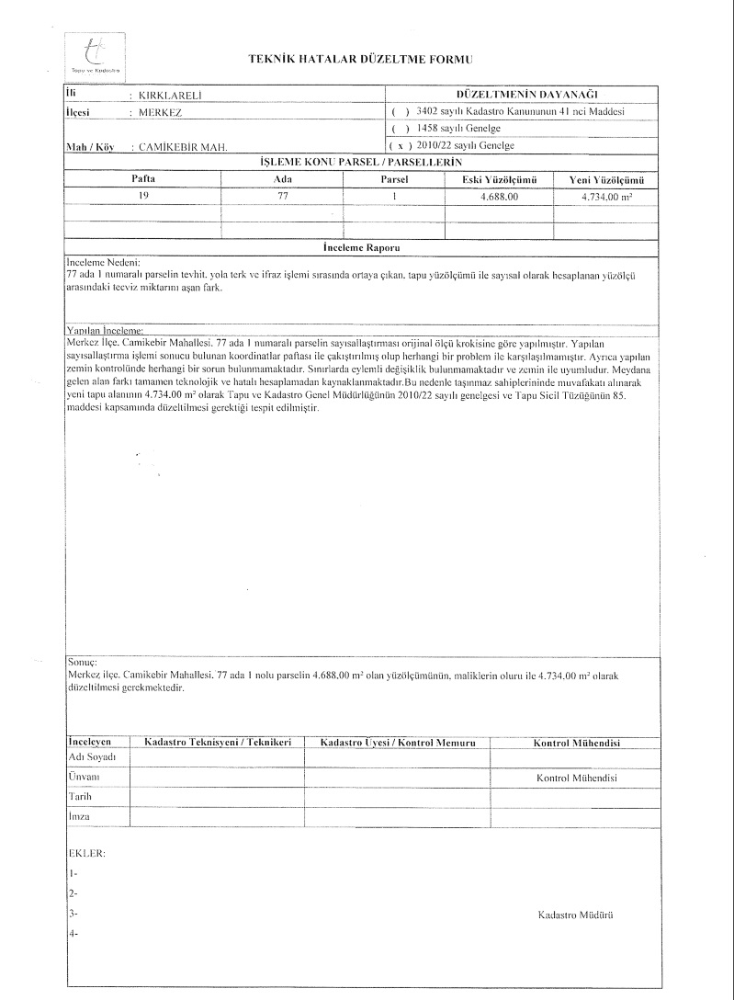 Tapu ve Kadastro
TEKNİK HATALAR DÜZELTME FORMU
İli : KIRKLARELİ
DÜZELTMENİN DAYANAĞI
İlçesi : MERKEZ
( ) 3402 sayılı Kadastro Kanununun 41 nci Maddesi
( ) 1458 sayılı Genelge
Mah / Köy : CAMİKEBİR MAH.
( x ) 2010/22 sayılı Genelge
İŞLEME KONU PARSEL / PARSELLERİN
Pafta Ada Parsel Eski Yüzölçümü Yeni Yüzölçümü
19 77 1 4.688.00 4.734.00 m²
İnceleme Raporu
İnceleme Nedeni:
77 ada 1 numaralı parselin tevhit, yola terk ve ifraz işlemi sırasında ortaya çıkan, tapu yüzölçümü ile sayısal olarak hesaplanan yüzölçü
arasındaki tecviz miktarını aşan fark.
Yapılan İnceleme:
Merkez İlçe, Camikebir Mahallesi, 77 ada 1 numaralı parselin sayısallaştırması orijinal ölçü krokisine göre yapılmıştır. Yapılan
sayısallaştırma işlemi sonucu bulunan koordinatlar paftası ile çakıştırılmış olup herhangi bir problem ile karşılaşılmamıştır. Ayrıca yapılan
zemin kontrolünde herhangi bir sorun bulunmamaktadır. Sınırlarda eylemli değişiklik bulunmamaktadır ve zemin ile uyumludur. Meydana
gelen alan farkı tamamen teknolojik ve hatalı hesaplamadan kaynaklanmaktadır.Bu nedenle taşınmaz sahiplerininde muvafakatı alınarak
yeni tapu alanının 4.734.00 m² olarak Tapu ve Kadastro Genel Müdürlüğünün 2010/22 sayılı genelgesi ve Tapu Sicil Tüzüğünün 85.
maddesi kapsamında düzeltilmesi gerektiği tespit edilmiştir.
Sonuç:
Merkez ilçe, Camikebir Mahallesi, 77 ada 1 nolu parselin 4.688,00 m² olan yüzölçümünün, maliklerin oluru ile 4.734.00 m² olarak
düzeltilmesi gerekmektedir.
İnceleyen Kadastro Teknisyeni / Teknikeri Kadastro Üyesi / Kontrol Memuru Kontrol Mühendisi
Adı Soyadı
Ünvanı Kontrol Mühendisi
Tarih
İmza
EKLER:
1-
2-
3-
Kadastro Müdürü
4-